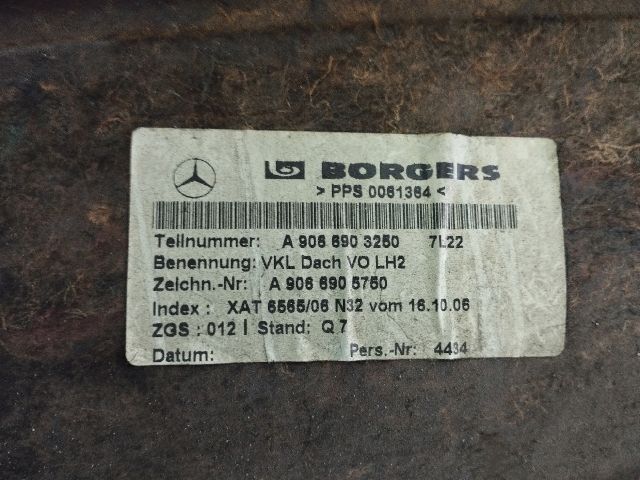 BORGERS
> PPS 0061364 <
Teilnummer: A 906 690 3250 7L22
Benennung: VKL Dach VO LH2
Zeichn.-Nr: A 906 690 5750
Index : XAT 6565/06 N32 vom 16.10.06
ZGS : 012 | Stand: Q 7
Datum: Pers.-Nr: 4434